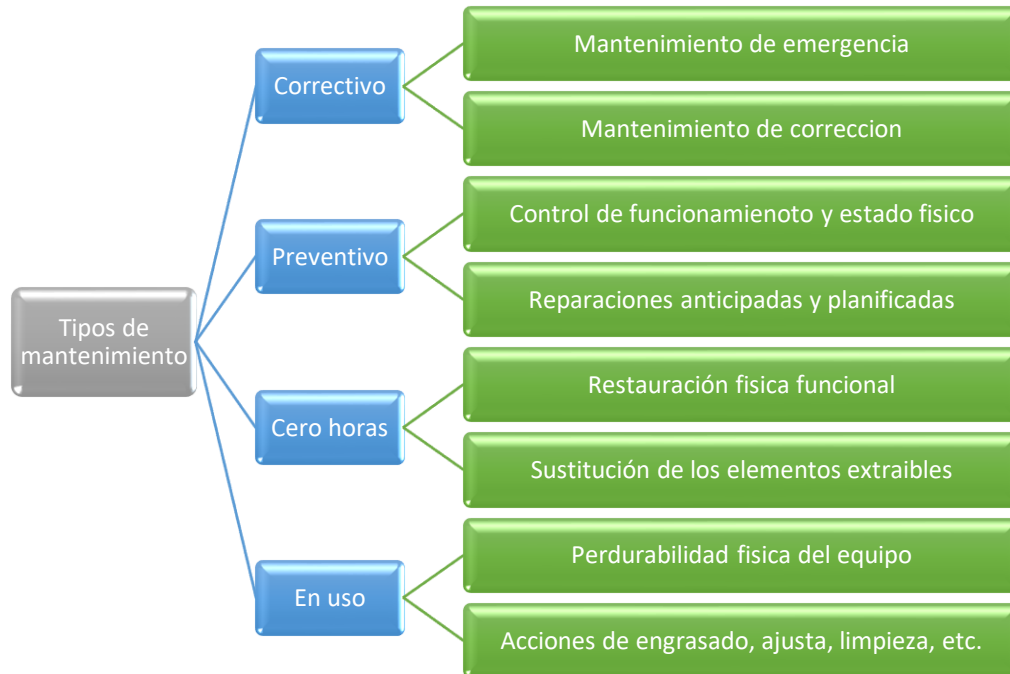 Tipos de
mantenimiento
Correctivo
Mantenimiento de emergencia
Mantenimiento de correccion
Preventivo
Control de funcionamienoto y estado fisico
Reparaciones anticipadas y planificadas
Cero horas
Restauración fisica funcional
Sustitución de los elementos extraibles
En uso
Perdurabilidad fisica del equipo
Acciones de engrasado, ajusta, limpieza, etc.